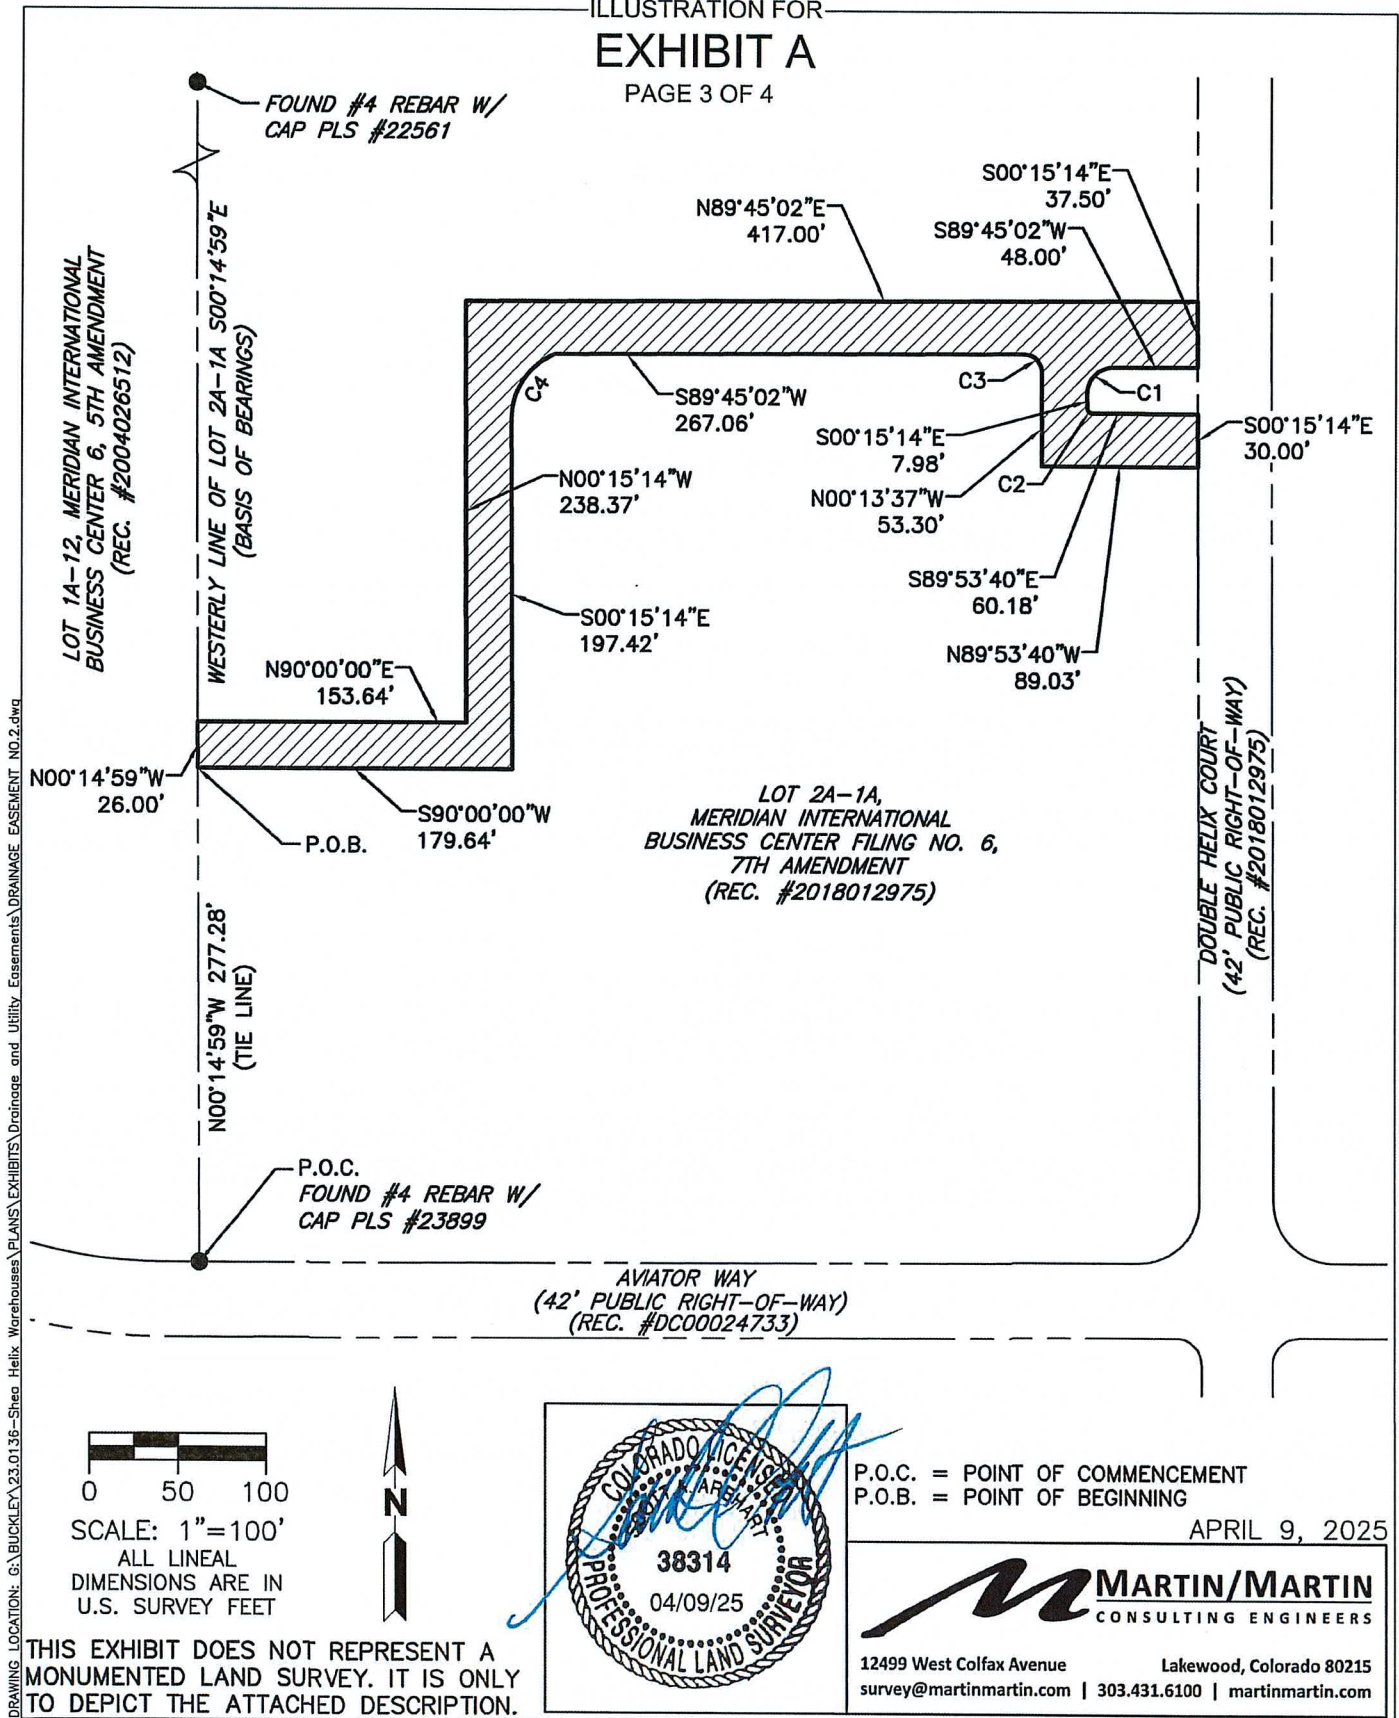 ILLUSTRATION FOR
EXHIBIT A
PAGE 3 OF 4
FOUND #4 REBAR W/
CAP PLS #22561
LOT 1A-12, MERIDIAN INTERNATIONAL
BUSINESS CENTER 6, 5TH AMENDMENT
(REC. #2004026512)
WESTERLY LINE OF LOT 2A-1A S00°14'59"E
(BASIS OF BEARINGS)
N89°45'02"E
417.00'
S00°15'14"E
37.50'
S89°45'02"W
48.00'
C4
S89°45'02"W
267.06'
C3
C1
S00°15'14"E
7.98'
S00°15'14"E
30.00'
N00°15'14"W
238.37'
C2
N00°13'37"W
53.30'
S89°53'40"E
60.18'
S00°15'14"E
197.42'
N89°53'40"W
89.03'
N90°00'00"E
153.64'
N00°14'59"W
26.00'
S90°00'00"W
179.64'
P.O.B.
LOT 2A-1A,
MERIDIAN INTERNATIONAL
BUSINESS CENTER FILING NO. 6,
7TH AMENDMENT
(REC. #2018012975)
DOUBLE HELIX COURT
(42' PUBLIC RIGHT-OF-WAY)
(REC. #2018012975)
N00°14'59"W 277.28'
(TIE LINE)
P.O.C.
FOUND #4 REBAR W/
CAP PLS #23899
AVIATOR WAY
(42' PUBLIC RIGHT-OF-WAY)
(REC. #DC00024733)
0 50 100
SCALE: 1"=100'
ALL LINEAL
DIMENSIONS ARE IN
U.S. SURVEY FEET
N
COLORADO LICENSED
SCOTT A. ARBHART
38314
04/09/25
PROFESSIONAL LAND SURVEYOR
P.O.C. = POINT OF COMMENCEMENT
P.O.B. = POINT OF BEGINNING
APRIL 9, 2025
MARTIN/MARTIN
CONSULTING ENGINEERS
12499 West Colfax Avenue Lakewood, Colorado 80215
survey@martinmartin.com | 303.431.6100 | martinmartin.com
THIS EXHIBIT DOES NOT REPRESENT A
MONUMENTED LAND SURVEY. IT IS ONLY
TO DEPICT THE ATTACHED DESCRIPTION.
DRAWING LOCATION: G:\BUCKLEY\23.0136-Shea Helix Warehouses\PLANS\EXHIBITS\Drainage and Utility Easements\DRAINAGE EASEMENT NO.2.dwg